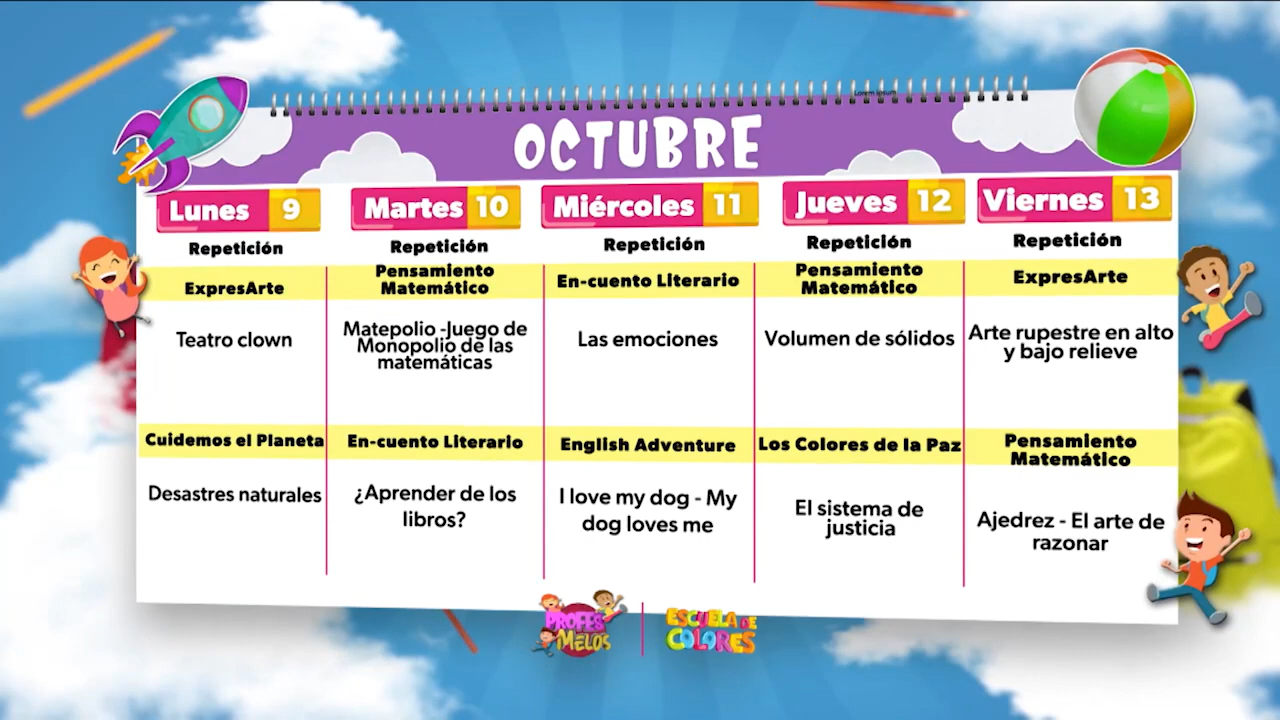 Lorem Ipsum
OCTUBRE
Lunes 9
Martes 10
Miércoles 11
Jueves 12
Viernes 13
Repetición
Repetición
Repetición
Repetición
Repetición
ExpresArte
Pensamiento
Matemático
En-cuento Literario
Pensamiento
Matemático
ExpresArte
Teatro clown
Matepolio -Juego de
Monopolio de las
matemáticas
Las emociones
Volumen de sólidos
Arte rupestre en alto
y bajo relieve
Cuidemos el Planeta
En-cuento Literario
English Adventure
Los Colores de la Paz
Pensamiento
Matemático
Desastres naturales
¿Aprender de los
libros?
I love my dog - My
dog loves me
El sistema de
justicia
Ajedrez - El arte de
razonar
PROFES
MELOS
ESCUELA DE
COLORES